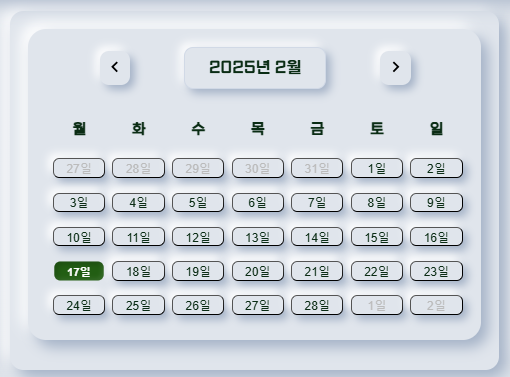 2025년 2월
월 화 수 목 금 토 일
27일 28일 29일 30일 31일 1일 2일
3일 4일 5일 6일 7일 8일 9일
10일 11일 12일 13일 14일 15일 16일
17일 18일 19일 20일 21일 22일 23일
24일 25일 26일 27일 28일 1일 2일